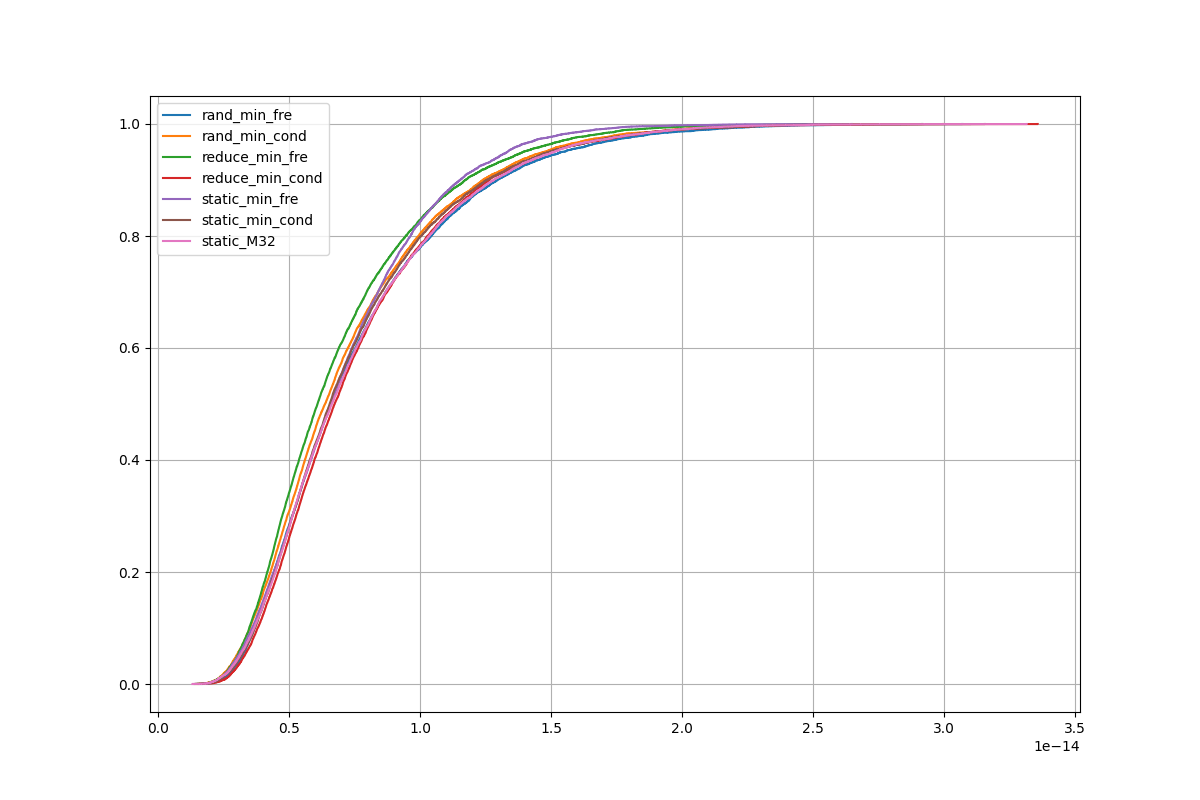 rand_min_fre
rand_min_cond
reduce_min_fre
reduce_min_cond
static_min_fre
static_min_cond
static_M32
1.0
0.8
0.6
0.4
0.2
0.0
0.0 0.5 1.0 1.5 2.0 2.5 3.0 3.5
1e−14